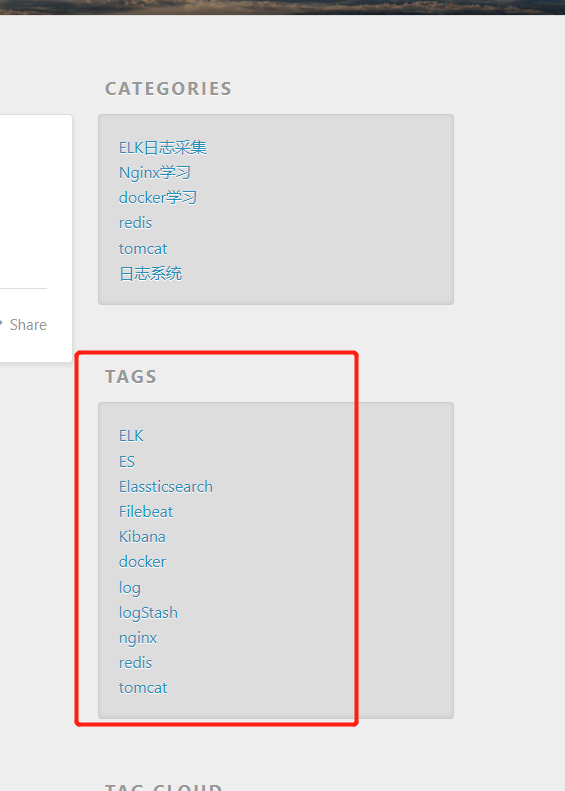 CATEGORIES
ELK日志采集
Nginx学习
docker学习
redis
tomcat
日志系统
Share
TAGS
ELK
ES
Elassticsearch
Filebeat
Kibana
docker
log
logStash
nginx
redis
tomcat
TAG CLOUD